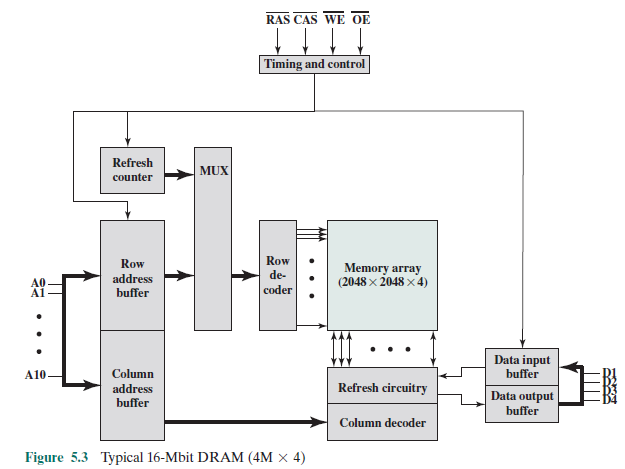 RAS CAS WE OE
Timing and control
Refresh
counter
MUX
Row
address
buffer
Row
de-
coder
Memory array
(2048 × 2048 × 4)
A0
A1
A10
Column
address
buffer
Refresh circuitry
Column decoder
Data input
buffer
Data output
buffer
D1
D2
D3
D4
Figure 5.3 Typical 16-Mbit DRAM (4M × 4)